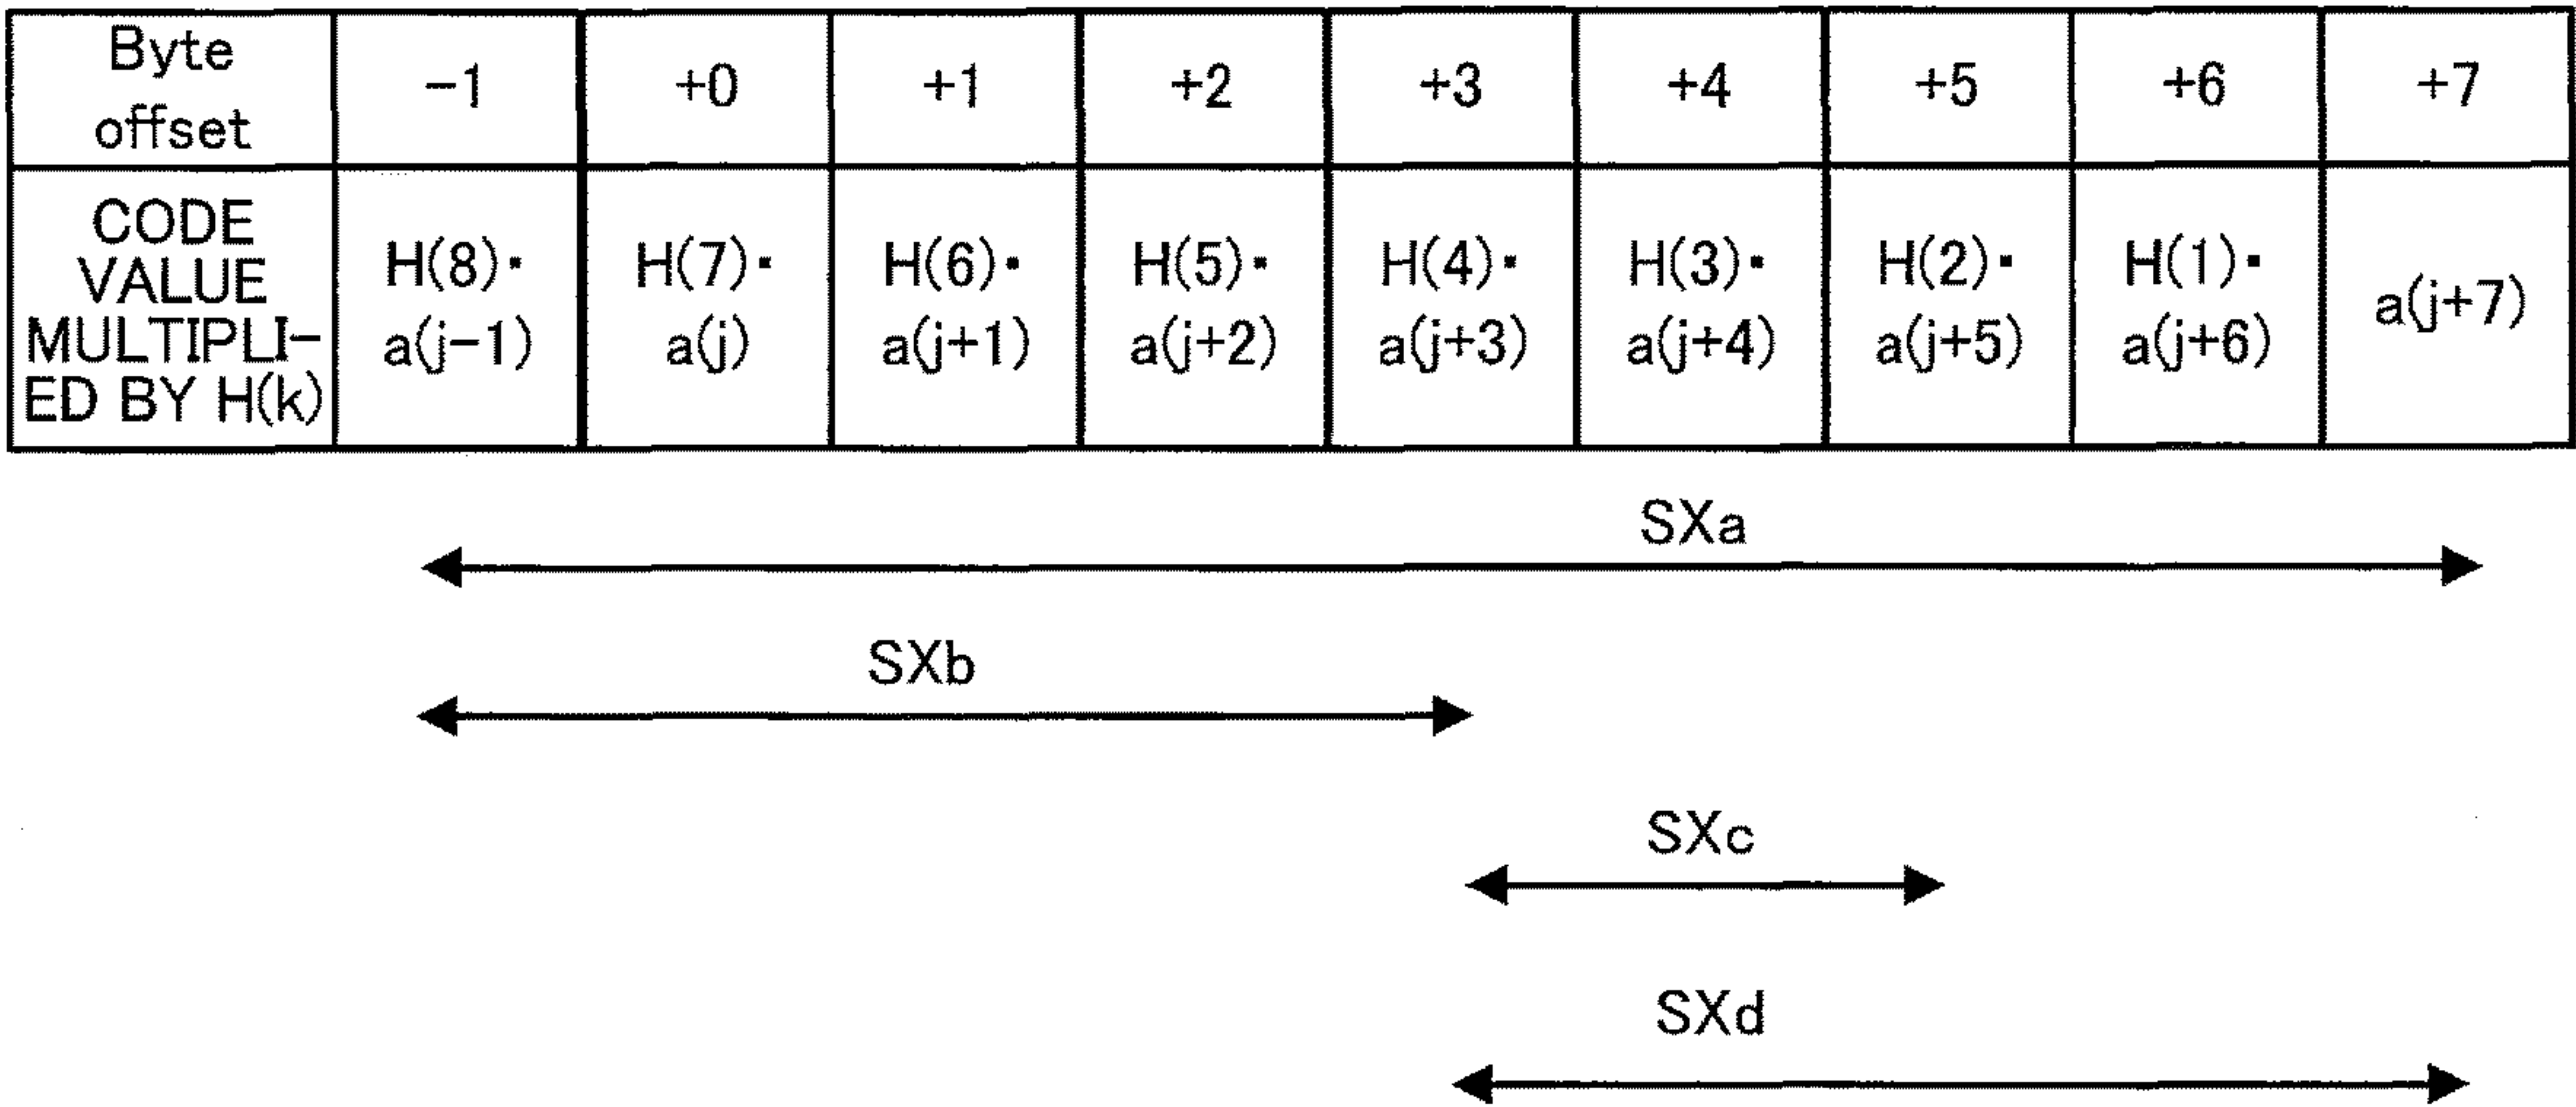 Byte offset -1 +0 +1 +2 +3 +4 +5 +6 +7
CODE
VALUE
MULTIPLI-
ED BY H(k)
H(8)· H(7)· H(6)· H(5)· H(4)· H(3)· H(2)· H(1)·
a(j-1) a(j) a(j+1) a(j+2) a(j+3) a(j+4) a(j+5) a(j+6) a(j+7)
SXa
SXb
SXc
SXd